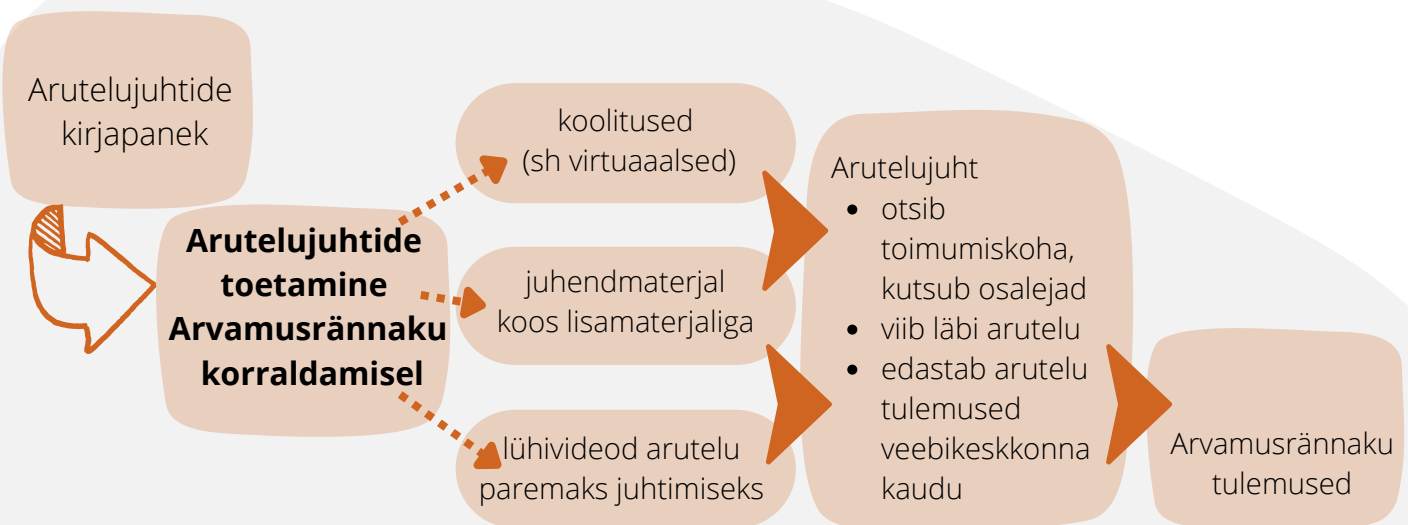 Arutelujuhtide
kirjapanek
Arutelujuhtide
toetamine
Arvamusrännaku
korraldamisel
koolitused
(sh virtuaaalsed)
juhendmaterjal
koos lisamaterjaliga
lühivideod arutelu
paremaks juhtimiseks
Arutelujuht
• otsib
toimumiskoha,
kutsub osalejad
• viib läbi arutelu
• edastab arutelu
tulemused
veebikeskkonna
kaudu
Arvamusrännaku
tulemused